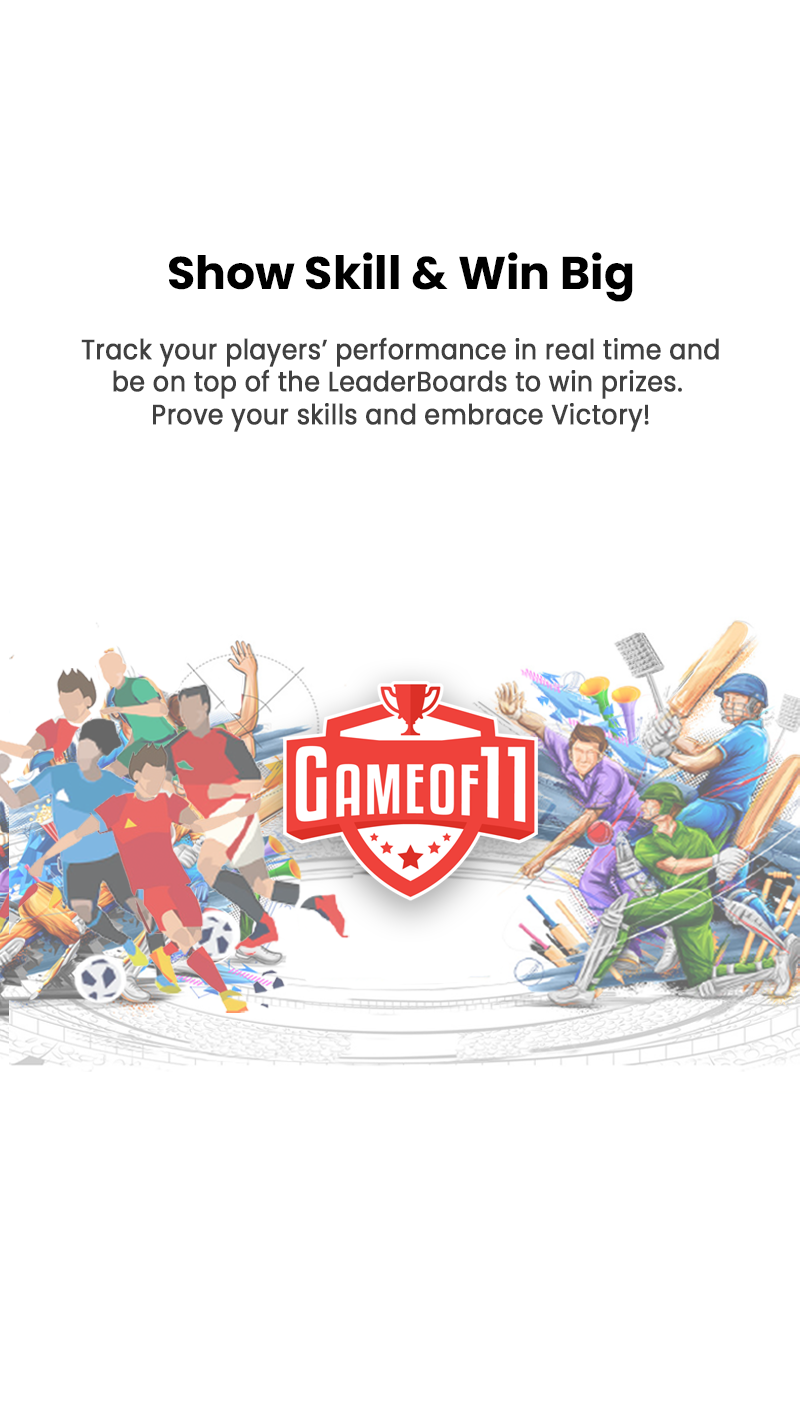 Show Skill & Win Big
Track your players’ performance in real time and
be on top of the LeaderBoards to win prizes.
Prove your skills and embrace Victory!
GAMEOF11